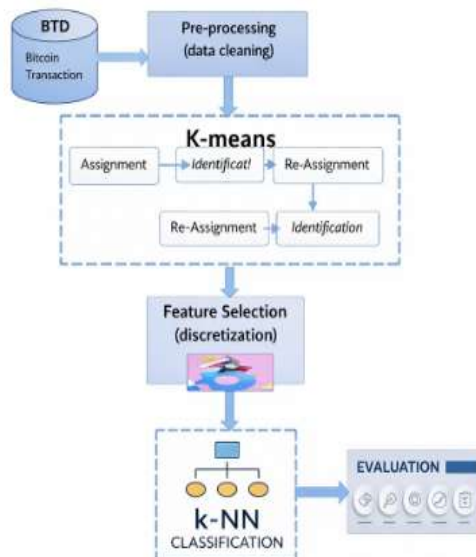 BTD
Bitcoin
Transaction
Pre-processing
(data cleaning)
K-means
Assignment
Identificat!
Re-Assignment
Re-Assignment
Identification
Feature Selection
(discretization)
k-NN
CLASSIFICATION
EVALUATION